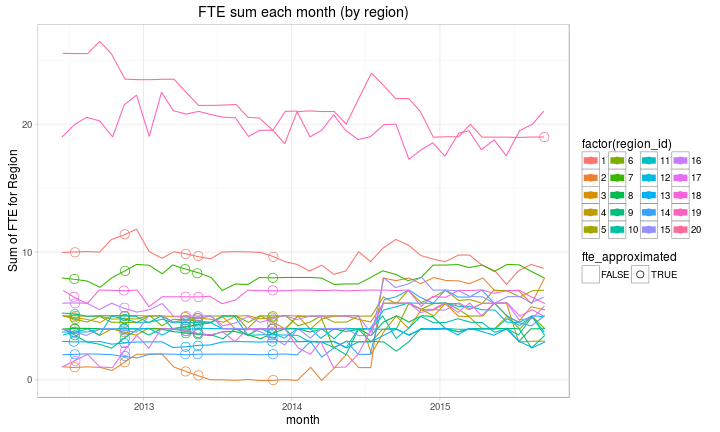 FTE sum each month (by region)
Sum of FTE for Region
20
10
0
2013
2014
2015
month
factor(region_id)
1 6 11 16
2 7 12 17
3 8 13 18
4 9 14 19
5 10 15 20
fte_approximated
FALSE TRUE